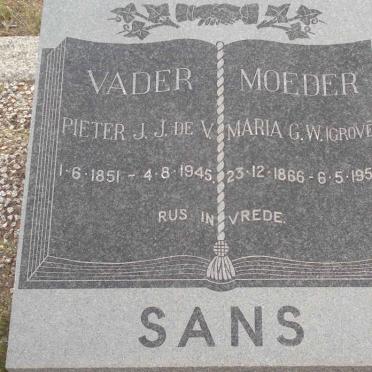 VADER MOEDER
PIETER J. J. DE V. MARIA G. W. (GROVÉ
1·6·1851 - 4·8·1945. 23·12·1866 - 6·5·195
RUS IN VREDE.
SANS